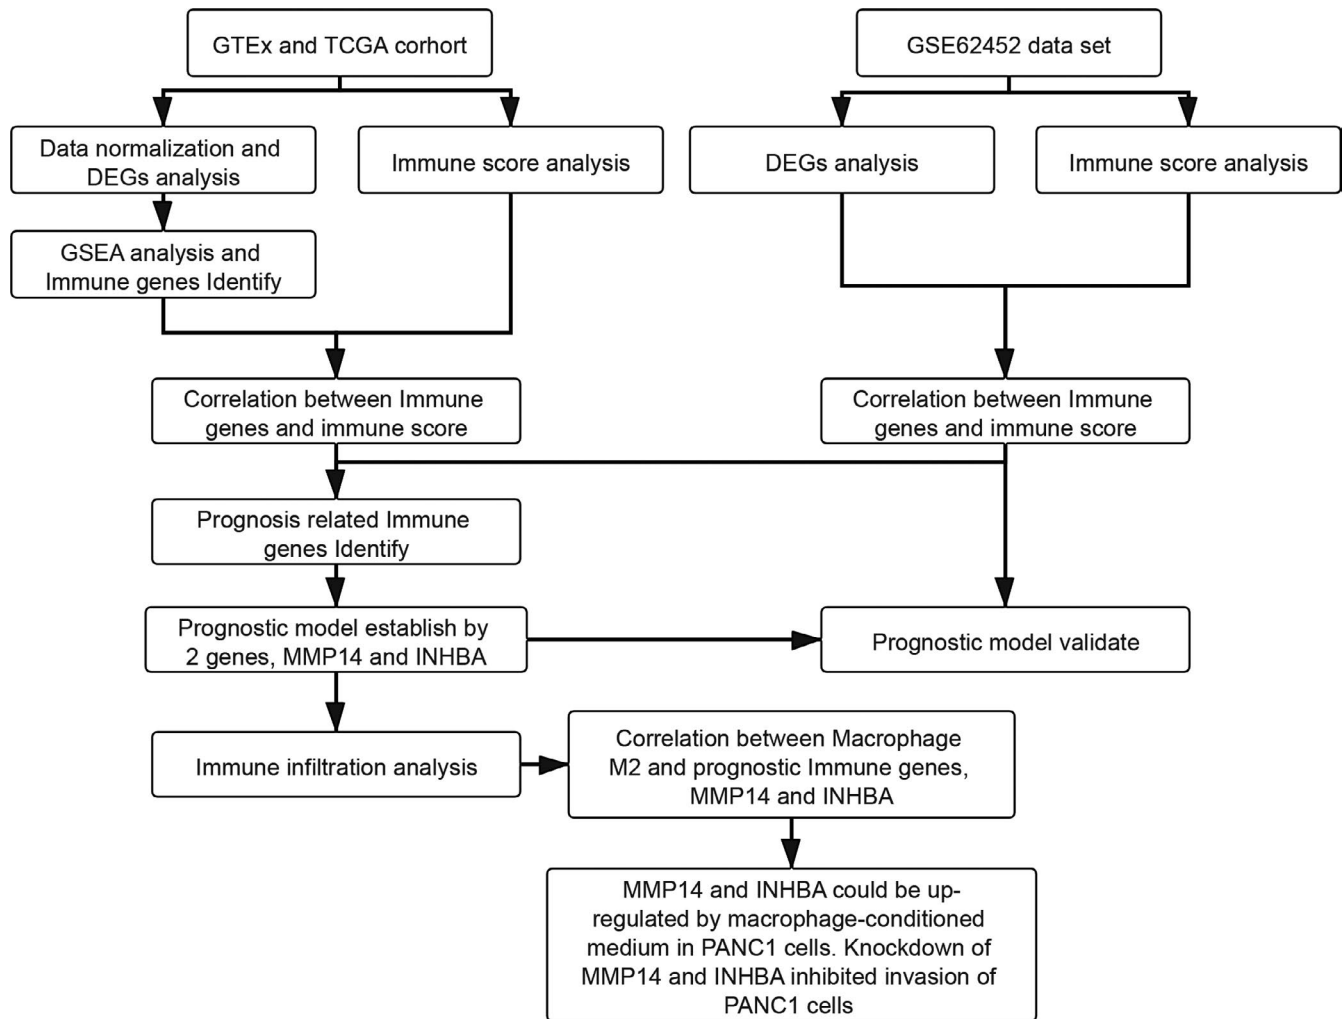 GTEx and TCGA corhort
GSE62452 data set
Data normalization and
DEGs analysis
Immune score analysis
DEGs analysis
Immune score analysis
GSEA analysis and
Immune genes Identify
Correlation between Immune
genes and immune score
Correlation between Immune
genes and immune score
Prognosis related Immune
genes Identify
Prognostic model establish by
2 genes, MMP14 and INHBA
Prognostic model validate
Immune infiltration analysis
Correlation between Macrophage
M2 and prognostic Immune genes,
MMP14 and INHBA
MMP14 and INHBA could be up-
regulated by macrophage-conditioned
medium in PANC1 cells. Knockdown of
MMP14 and INHBA inhibited invasion of
PANC1 cells